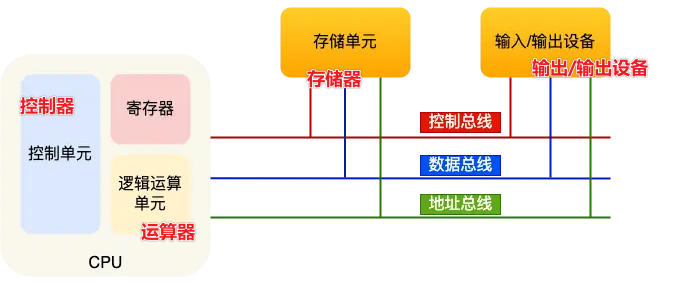 存储单元
输入/输出设备
存储器
输出/输出设备
控制器
寄存器
控制总线
控制单元
数据总线
逻辑运算
单元
地址总线
运算器
CPU